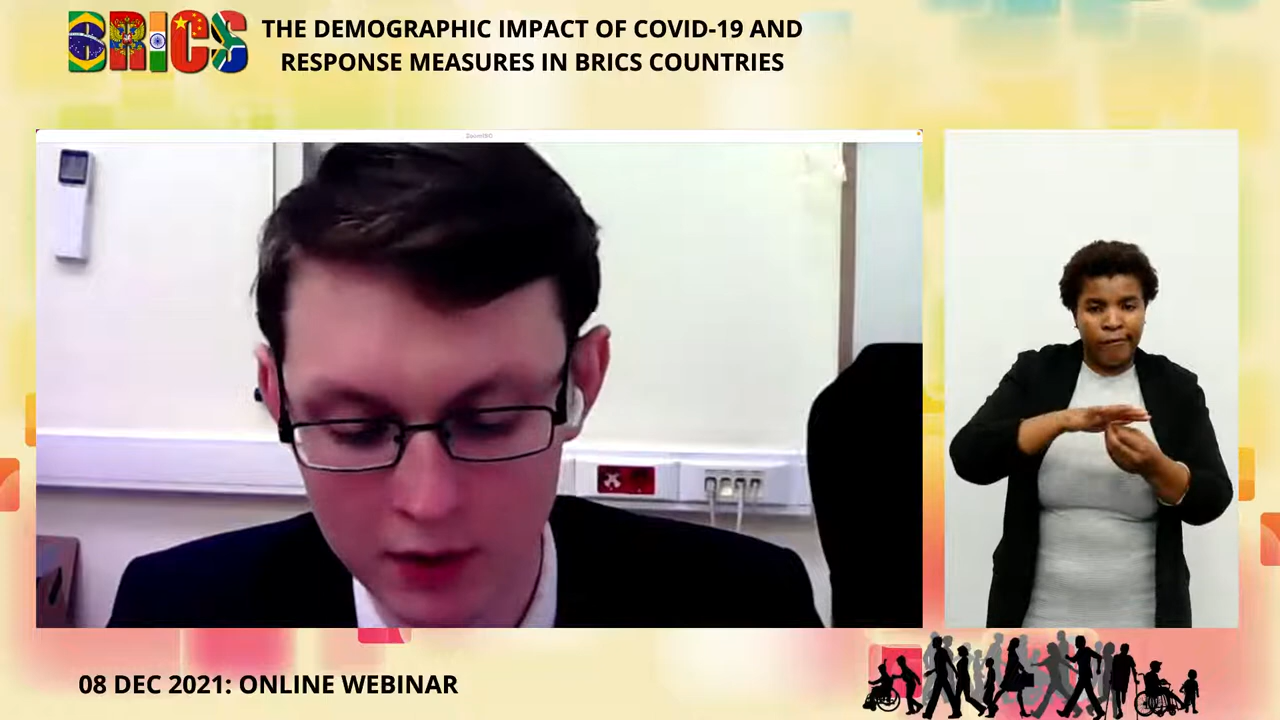 BRICS
THE DEMOGRAPHIC IMPACT OF COVID-19 AND
RESPONSE MEASURES IN BRICS COUNTRIES
08 DEC 2021: ONLINE WEBINAR